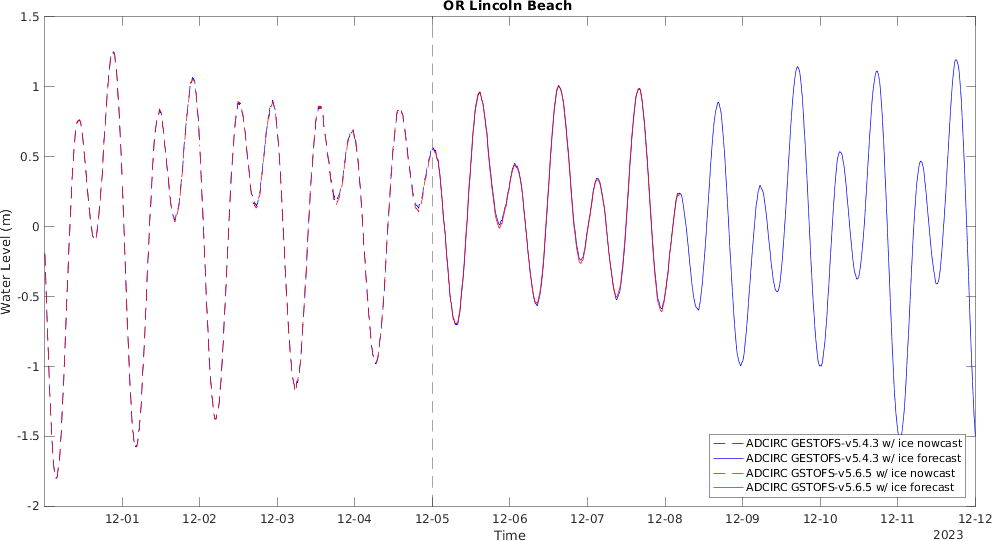 OR Lincoln Beach
1.5
1
0.5
0
-0.5
-1
-1.5
-2
Water Level (m)
ADCIRC GESTOFS-v5.4.3 w/ ice nowcast
ADCIRC GESTOFS-v5.4.3 w/ ice forecast
ADCIRC GSTOFS-v5.6.5 w/ ice nowcast
ADCIRC GSTOFS-v5.6.5 w/ ice forecast
12-01 12-02 12-03 12-04 12-05 12-06 12-07 12-08 12-09 12-10 12-11 12-12
Time
2023